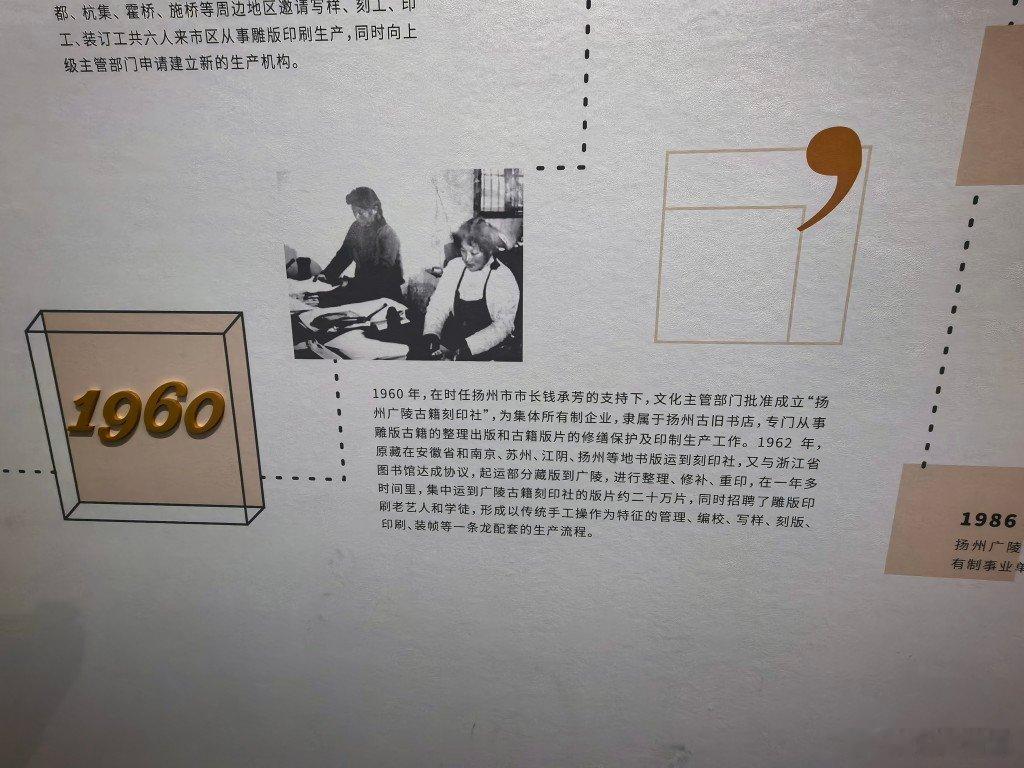 都、杭集、霍桥、施桥等周边地区邀请写样、刻工、印
工、装订工共六人来市区从事雕版印刷生产，同时向上
级主管部门申请建立新的生产机构。
1960
1960 年，在时任扬州市市长钱承芳的支持下，文化主管部门批准成立“扬
州广陵古籍刻印社”，为集体所有制企业，隶属于扬州古旧书店，专门从事
雕版古籍的整理出版和古籍版片的修缮保护及印制生产工作。1962 年，
原藏在安徽省和南京、苏州、江阴、扬州等地书版运到刻印社，又与浙江省
图书馆达成协议，起运部分藏版到广陵，进行整理、修补、重印，在一年多
时间里，集中运到广陵古籍刻印社的版片约二十万片，同时招聘了雕版印
刷老艺人和学徒，形成以传统手工操作为特征的管理、编校、写样、刻版、
印刷、装帧等一条龙配套的生产流程。
1986
扬州广陵
有制事业单